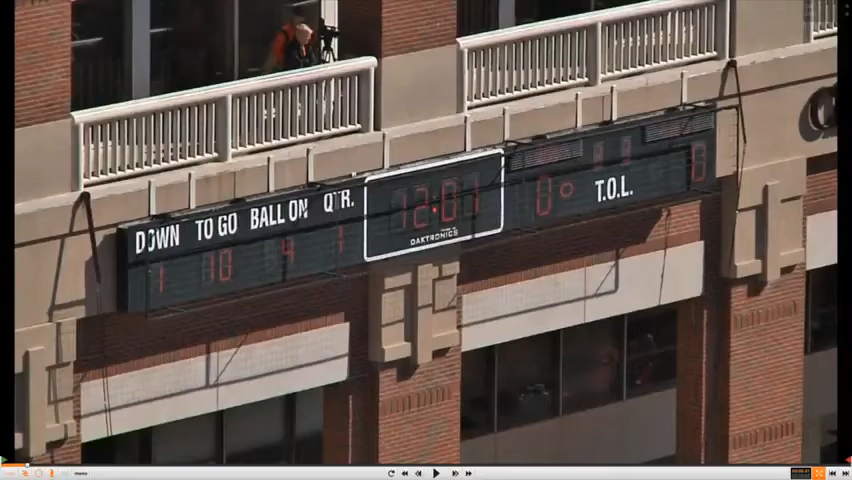 DOWN TO GO BALL ON QTR.
1 10 4 1
12:01
DAKTRONICS
0
T.O.L.